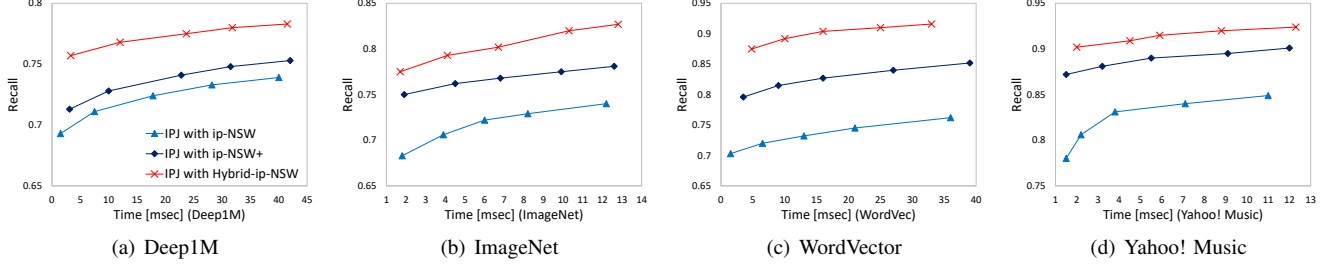 0.8
0.75
0.7
0.65
Recall
0 5 10 15 20 25 30 35 40 45
Time [msec] (Deep1M)
IPJ with ip-NSW
IPJ with ip-NSW+
IPJ with Hybrid-ip-NSW
(a) Deep1M
0.85
0.8
0.75
0.7
0.65
Recall
1 2 3 4 5 6 7 8 9 10 11 12 13 14
Time [msec] (ImageNet)
(b) ImageNet
0.95
0.9
0.85
0.8
0.75
0.7
0.65
Recall
0 5 10 15 20 25 30 35 40
Time [msec] (WordVec)
(c) WordVector
0.95
0.9
0.85
0.8
0.75
Recall
1 2 3 4 5 6 7 8 9 10 11 12 13
Time [msec] (Yahoo! Music)
(d) Yahoo! Music